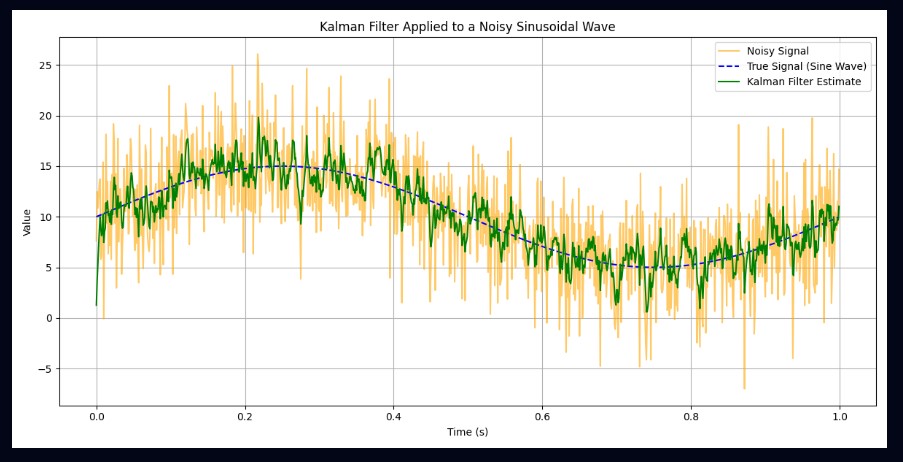 Kalman Filter Applied to a Noisy Sinusoidal Wave
Noisy Signal
True Signal (Sine Wave)
Kalman Filter Estimate
25
20
15
10
5
0
−5
Value
0.0 0.2 0.4 0.6 0.8 1.0
Time (s)